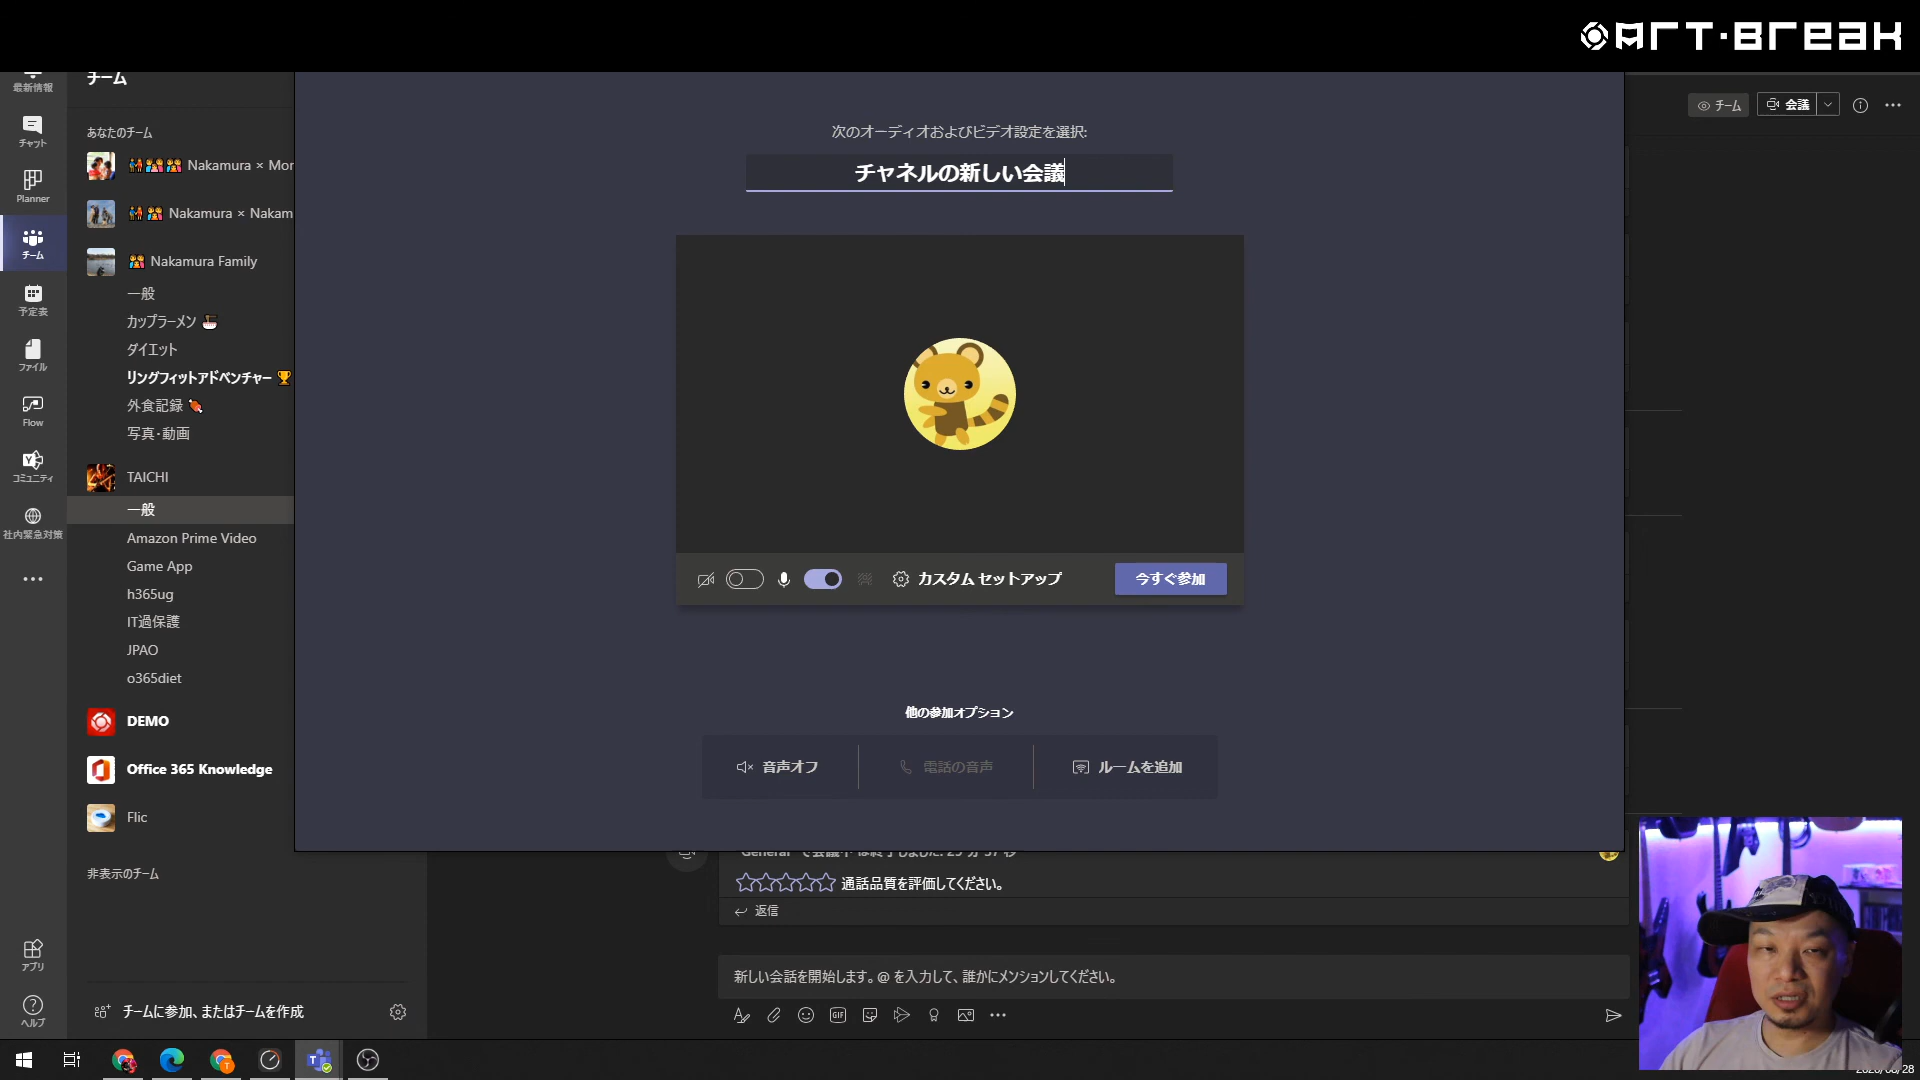 ART-Break
最新情報
チャット
Planner
チーム
予定表
ファイル
Flow
コミュニティ
社内緊急対策
アプリ
ヘルプ
チーム
あなたのチーム
Nakamura × Mor
Nakamura × Nakam
Nakamura Family
一般
カップラーメン
ダイエット
リングフィットアドベンチャー
外食記録
写真・動画
TAICHI
一般
Amazon Prime Video
Game App
h365ug
IT過保護
JPAO
o365diet
DEMO
Office 365 Knowledge
Flic
非表示のチーム
チームに参加、またはチームを作成
次のオーディオおよびビデオ設定を選択:
チャネルの新しい会議
カスタム セットアップ
今すぐ参加
他の参加オプション
音声オフ
電話の音声
ルームを追加
チーム
会議
通話品質を評価してください。
返信
新しい会話を開始します。@ を入力して、誰かにメンションしてください。
GIF